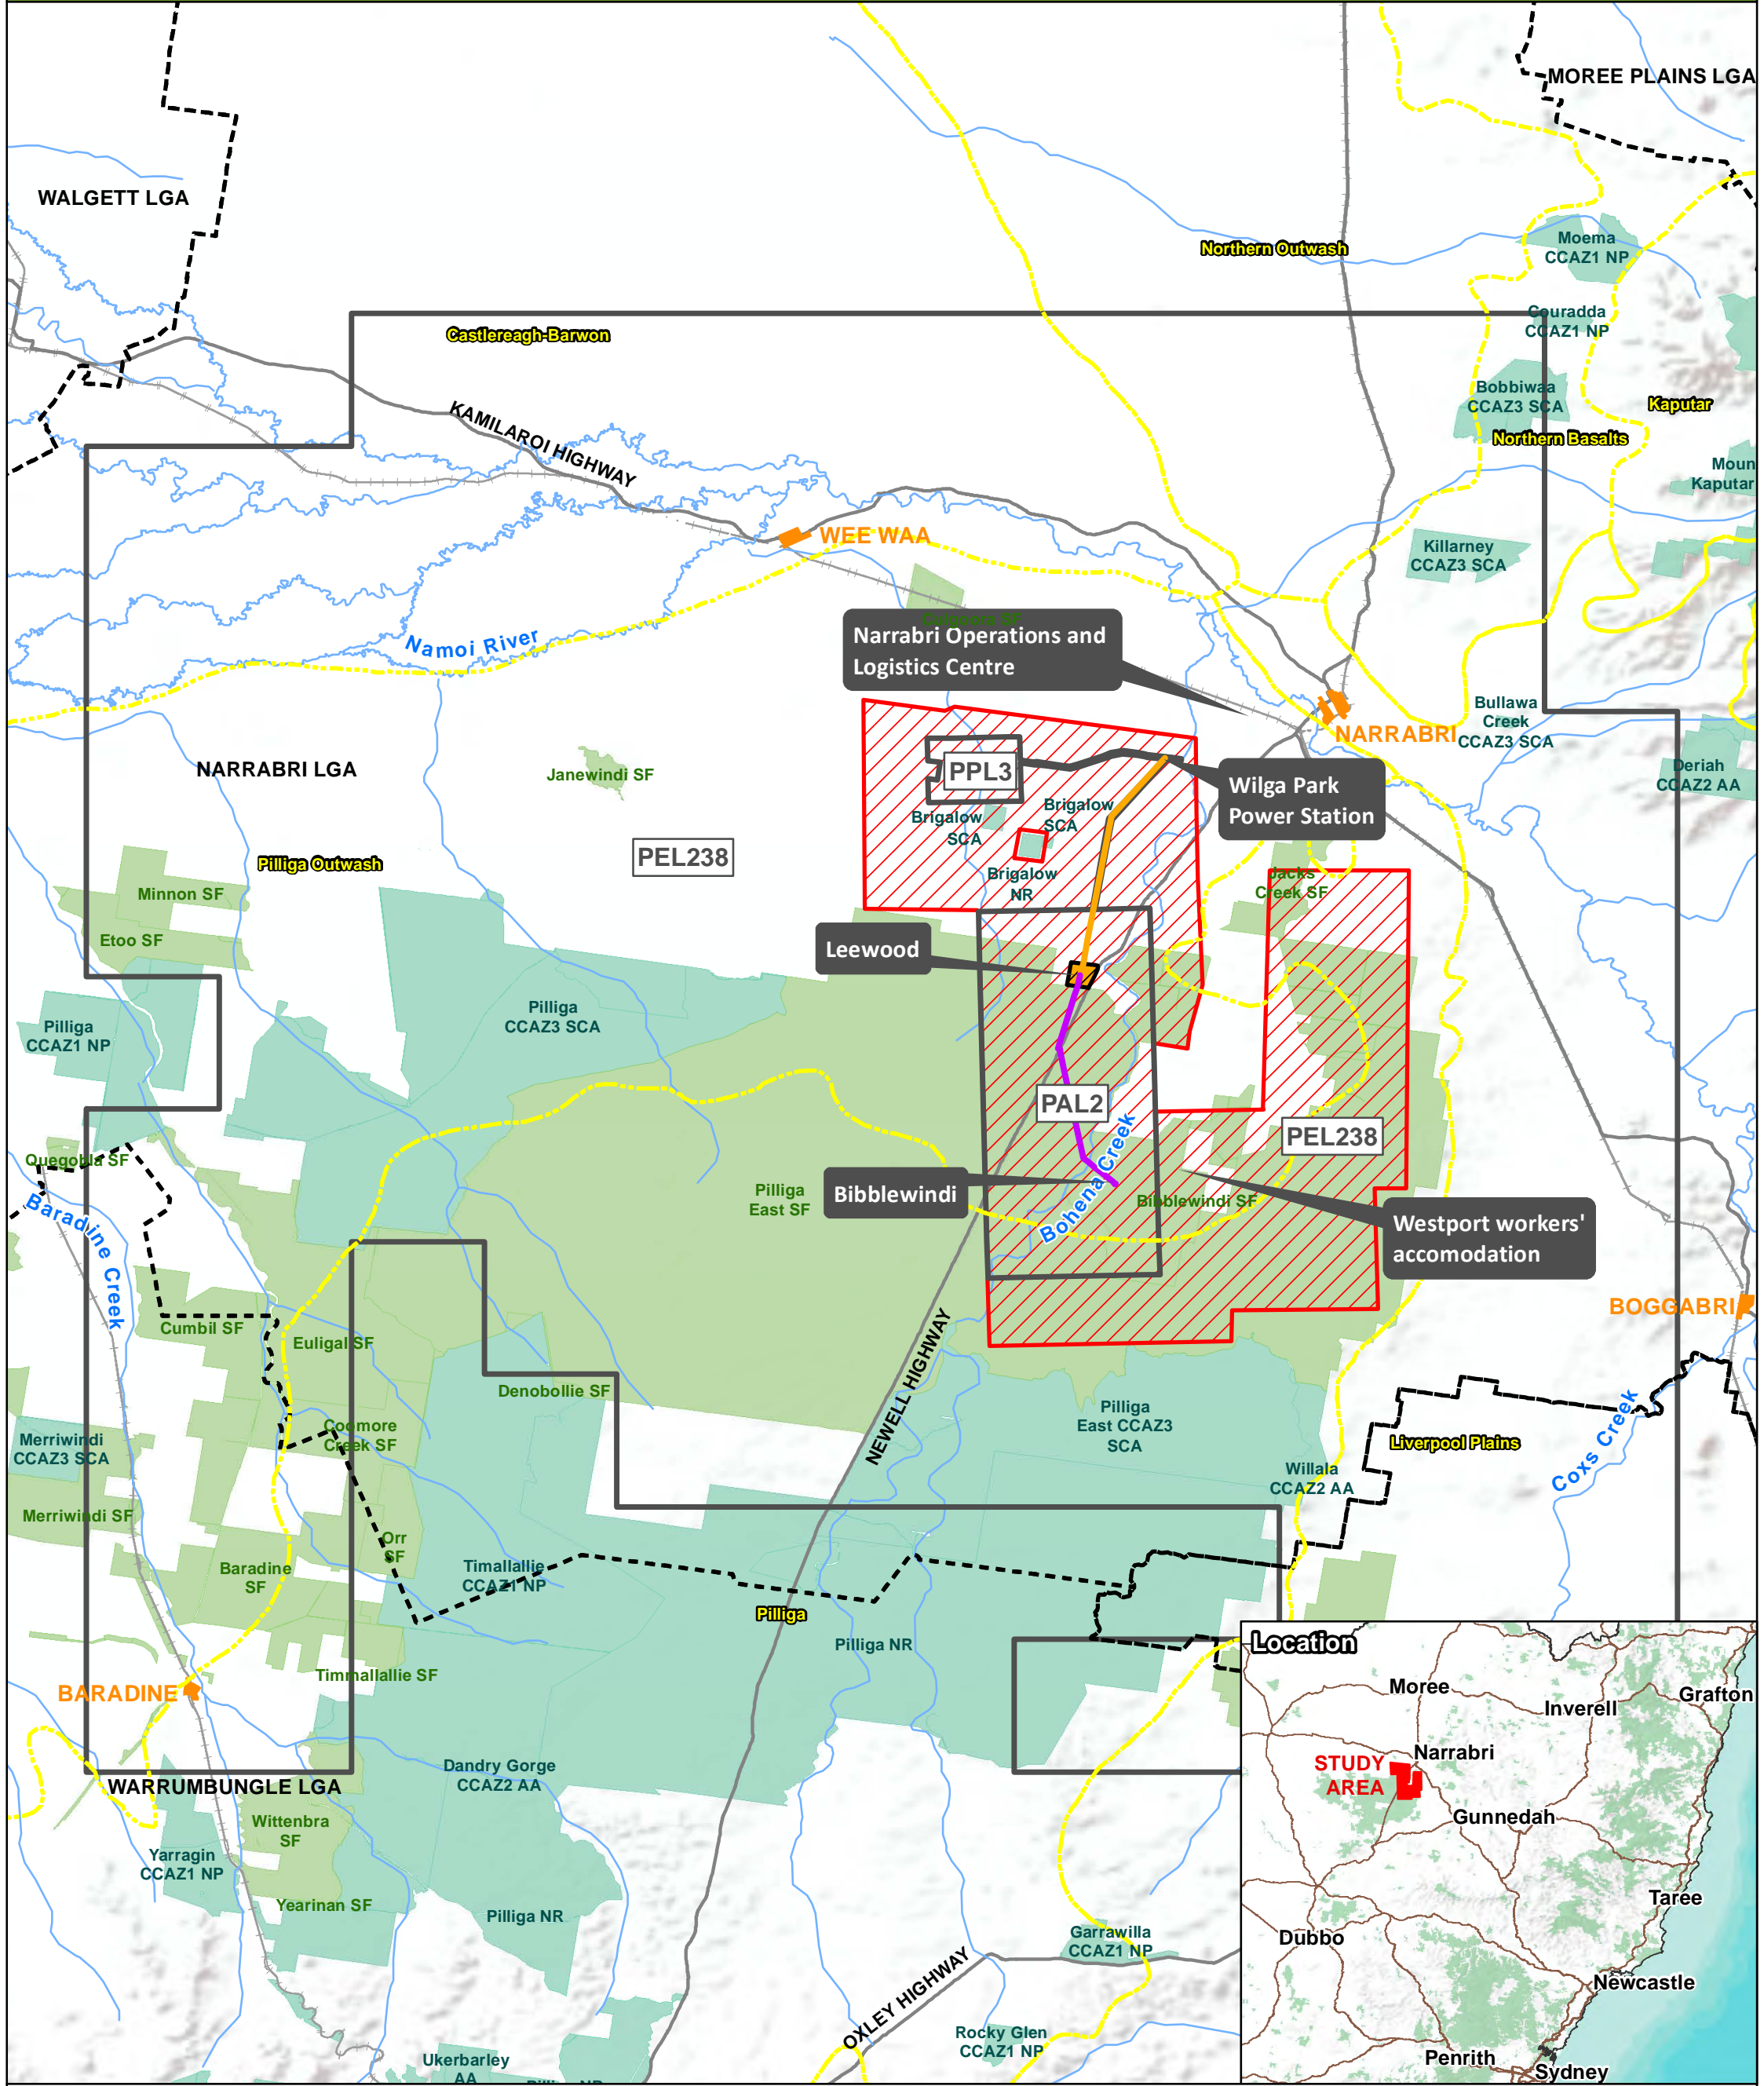 MOREE PLAINS LGA
WALGETT LGA
Northern Outwash
Moema
CCAZ1 NP
Couradda
CCAZ1 NP
Castlereagh-Barwon
Bobbiwaa
CCAZ3 SCA
Kaputar
KAMILAROI HIGHWAY
Northern Basalts
Moun
Kaputar
WEE WAA
Killarney
CCAZ3 SCA
Narrabri Operations and
Logistics Centre
Namoi River
Bullawa
Creek
CCAZ3 SCA
NARRABRI
NARRABRI LGA
Janewindi SF
PPL3
Deriah
CCAZ2 AA
Wilga Park
Power Station
Brigalow
SCA
Brigalow
SCA
PEL238
Pilliga Outwash
Brigalow
NR
Jacks
Creek SF
Minnon SF
Etoo SF
Leewood
Pilliga
CCAZ3 SCA
Pilliga
CCAZ1 NP
PAL2
PEL238
Quegobla SF
Bohena Creek
Pilliga
East SF
Bibblewindi
Bibblewindi SF
Baradine Creek
Westport workers'
accomodation
BOGGABRI
Cumbil SF
Euligal SF
NEWELL HIGHWAY
Denobollie SF
Pilliga
East CCAZ3
SCA
Coomore
Creek SF
Merriwindi
CCAZ3 SCA
Liverpool Plains
Coxs Creek
Willala
CCAZ2 AA
Merriwindi SF
Orr
SF
Baradine
SF
Timallallie
CCAZ1 NP
Pilliga
Pilliga NR
Timmallallie SF
BARADINE
Dandry Gorge
CCAZ2 AA
WARRUMBUNGLE LGA
Wittenbra
SF
Yarragin
CCAZ1 NP
Yearinan SF
Pilliga NR
Garrawilla
CCAZ1 NP
OXLEY HIGHWAY
Rocky Glen
CCAZ1 NP
Ukerbarley
AA
Location
Moree
Inverell
Grafton
Narrabri
STUDY
AREA
Gunnedah
Taree
Dubbo
Newcastle
Penrith
Sydney